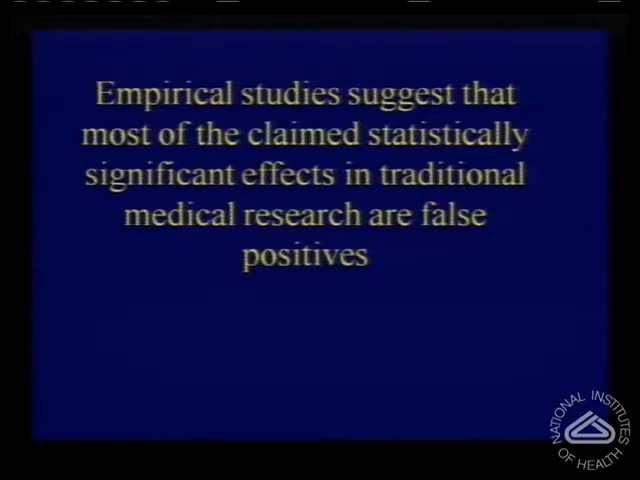 Empirical studies suggest that
most of the claimed statistically
significant effects in traditional
medical research are false
positives
NATIONAL INSTITUTES
OF HEALTH